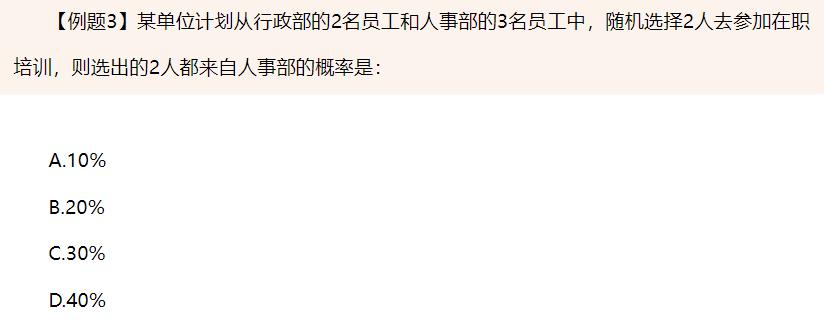 【例题3】某单位计划从行政部的2名员工和人事部的3名员工中，随机选择2人去参加在职
培训，则选出的2人都来自人事部的概率是：
A.10%
B.20%
C.30%
D.40%